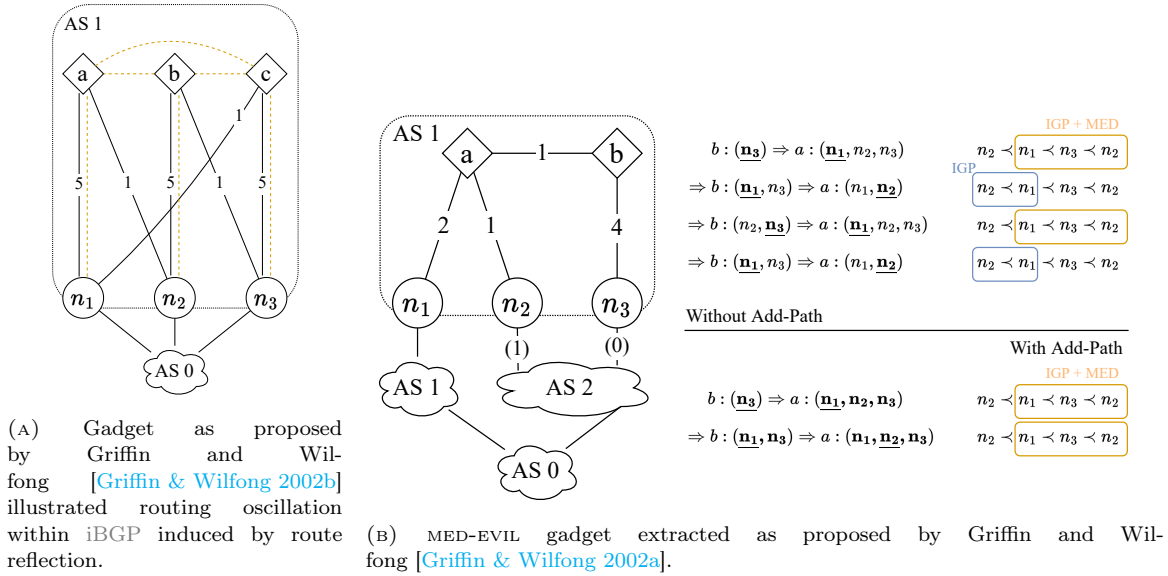 AS 1
a
b
c
1
5
1
5
1
5
n₁
n₂
n₃
AS 0
(A) Gadget as proposed
by Griffin and Wil-
fong [Griffin & Wilfong 2002b]
illustrated routing oscillation
within iBGP induced by route
reflection.
AS 1
a
1
b
2
1
4
n₁
n₂
n₃
(1)
(0)
AS 1
AS 2
AS 0
IGP + MED
b : (n₃) ⇒ a : (n₁, n₂, n₃) n₂ ≺ n₁ ≺ n₃ ≺ n₂
IGP
⇒ b : (n₁, n₃) ⇒ a : (n₁, n₂) n₂ ≺ n₁ ≺ n₃ ≺ n₂
⇒ b : (n₂, n₃) ⇒ a : (n₁, n₂, n₃) n₂ ≺ n₁ ≺ n₃ ≺ n₂
⇒ b : (n₁, n₃) ⇒ a : (n₁, n₂) n₂ ≺ n₁ ≺ n₃ ≺ n₂
Without Add-Path
With Add-Path
IGP + MED
b : (n₃) ⇒ a : (n₁, n₂, n₃) n₂ ≺ n₁ ≺ n₃ ≺ n₂
⇒ b : (n₁, n₃) ⇒ a : (n₁, n₂, n₃) n₂ ≺ n₁ ≺ n₃ ≺ n₂
(B) MED-EVIL gadget extracted as proposed by Griffin and Wil-
fong [Griffin & Wilfong 2002a].